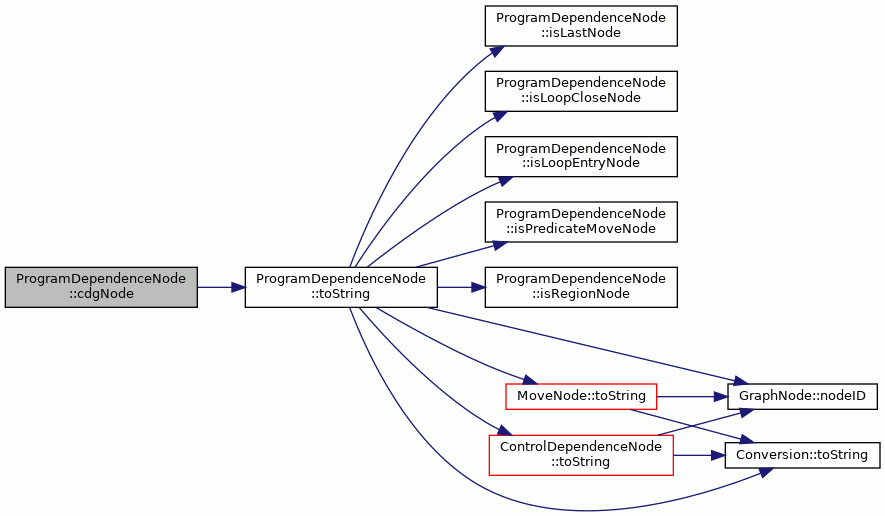 ProgramDependenceNode
::isLastNode
ProgramDependenceNode
::isLoopCloseNode
ProgramDependenceNode
::isLoopEntryNode
ProgramDependenceNode
::isPredicateMoveNode
ProgramDependenceNode
::cdgNode
ProgramDependenceNode
::toString
ProgramDependenceNode
::isRegionNode
MoveNode::toString
GraphNode::nodeID
ControlDependenceNode
::toString
Conversion::toString